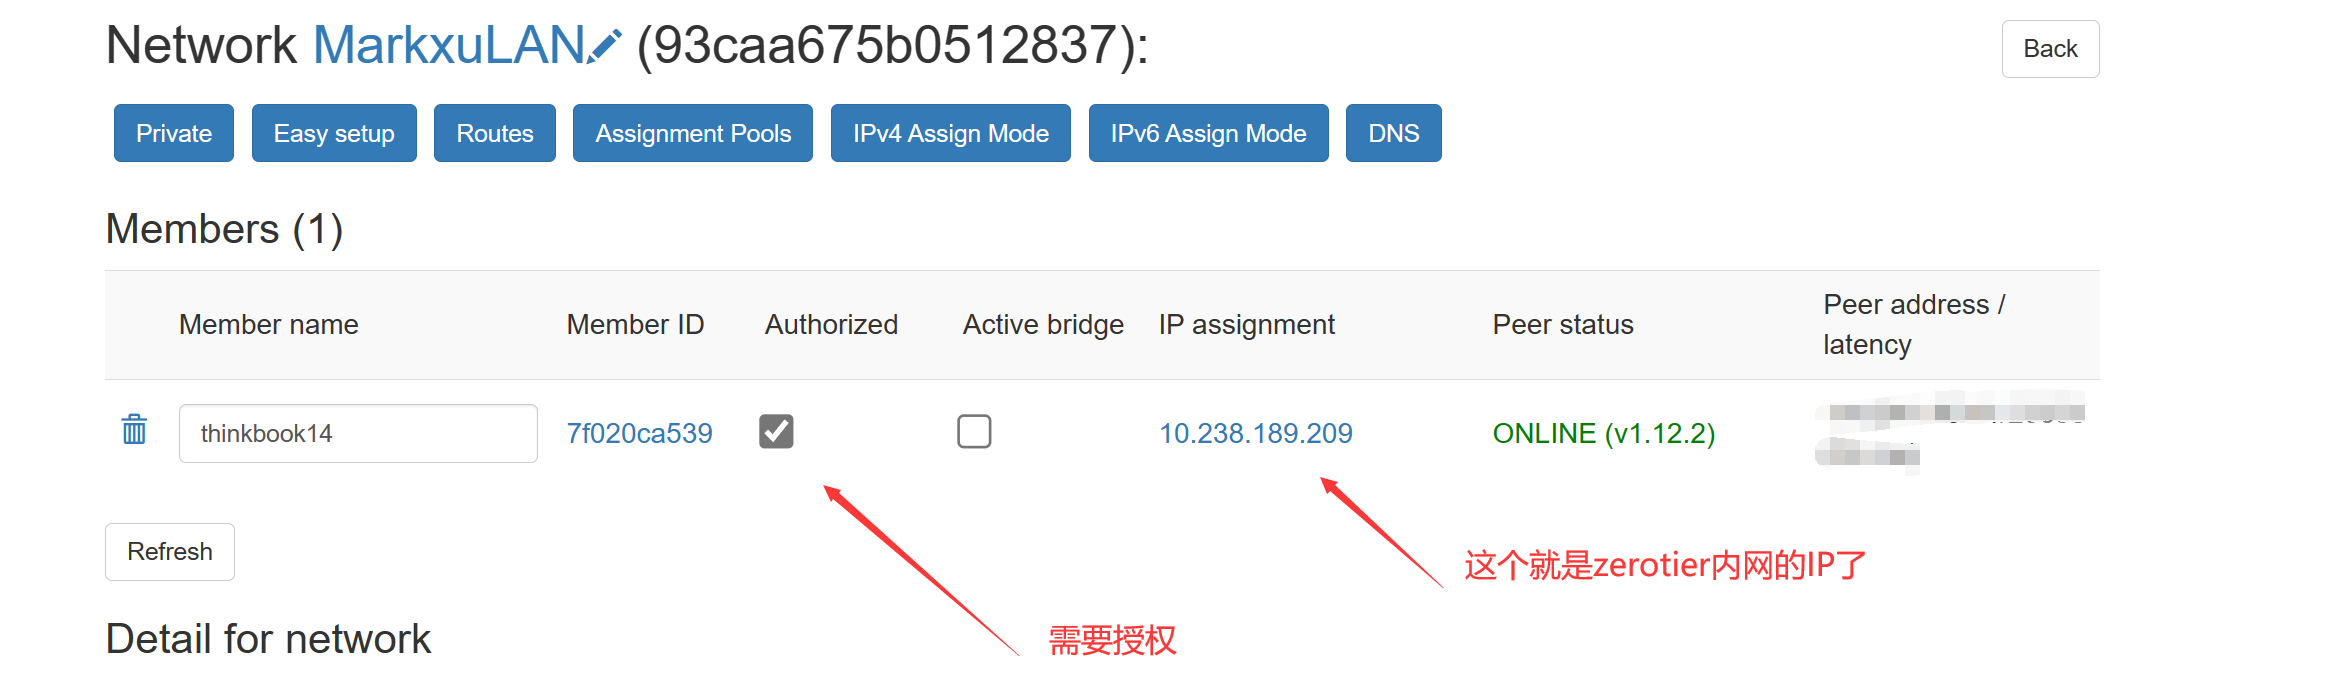 Network MarkxuLAN (93caa675b0512837):
Back
Private
Easy setup
Routes
Assignment Pools
IPv4 Assign Mode
IPv6 Assign Mode
DNS
Members (1)
Member name
Member ID
Authorized
Active bridge
IP assignment
Peer status
Peer address /
latency
thinkbook14
7f020ca539
10.238.189.209
ONLINE (v1.12.2)
Refresh
这个就是zerotier内网的IP了
需要授权
Detail for network